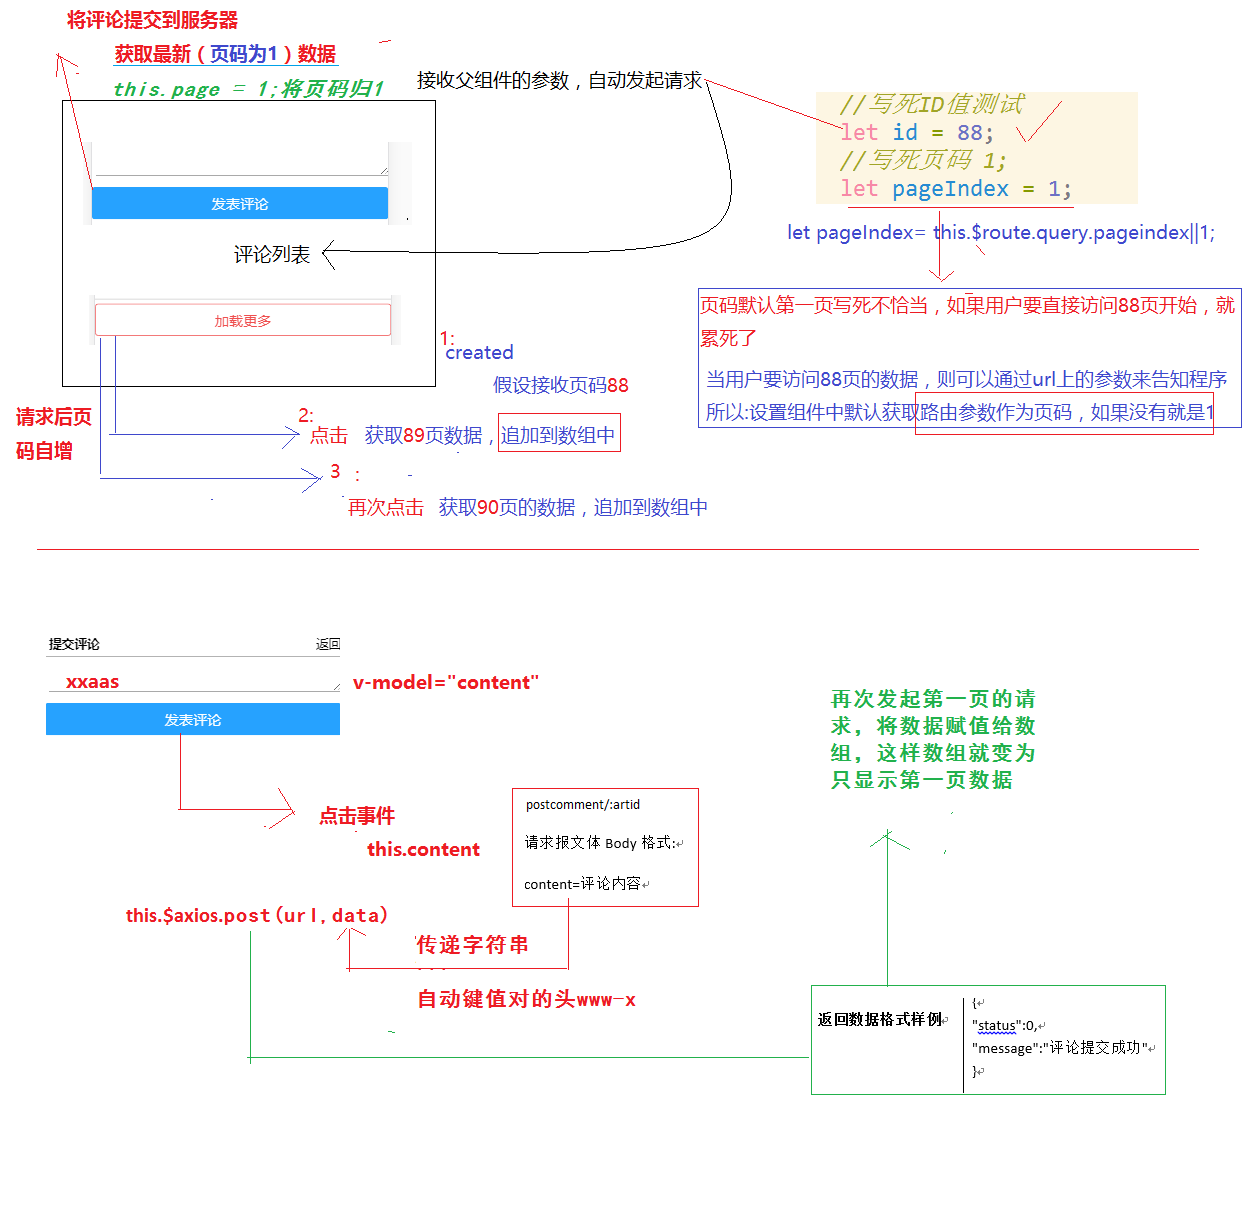 将评论提交到服务器
获取最新（页码为1）数据
this.page = 1;将页码归1
接收父组件的参数，自动发起请求
//写死ID值测试
let id = 88;
//写死页码 1;
let pageIndex = 1;
发表评论
let pageIndex= this.$route.query.pageindex||1;
评论列表
页码默认第一页写死不恰当，如果用户要直接访问88页开始，就
累死了
加载更多
1:
created
当用户要访问88页的数据，则可以通过url上的参数来告知程序
假设接收页码88
所以:设置组件中默认获取路由参数作为页码，如果没有就是1
请求后页
码自增
2:
点击 获取89页数据，追加到数组中
3 :
再次点击 获取90页的数据，追加到数组中
提交评论 返回
xxaas
v-model="content"
发表评论
再次发起第一页的请
求，将数据赋值给数
组，这样数组就变为
只显示第一页数据
点击事件
this.content
postcomment/:artid
请求报文体 Body 格式:
content=评论内容
this.$axios.post(url,data)
传递字符串
自动键值对的头www-x
返回数据格式样例
{
"status":0,
"message":"评论提交成功"
}